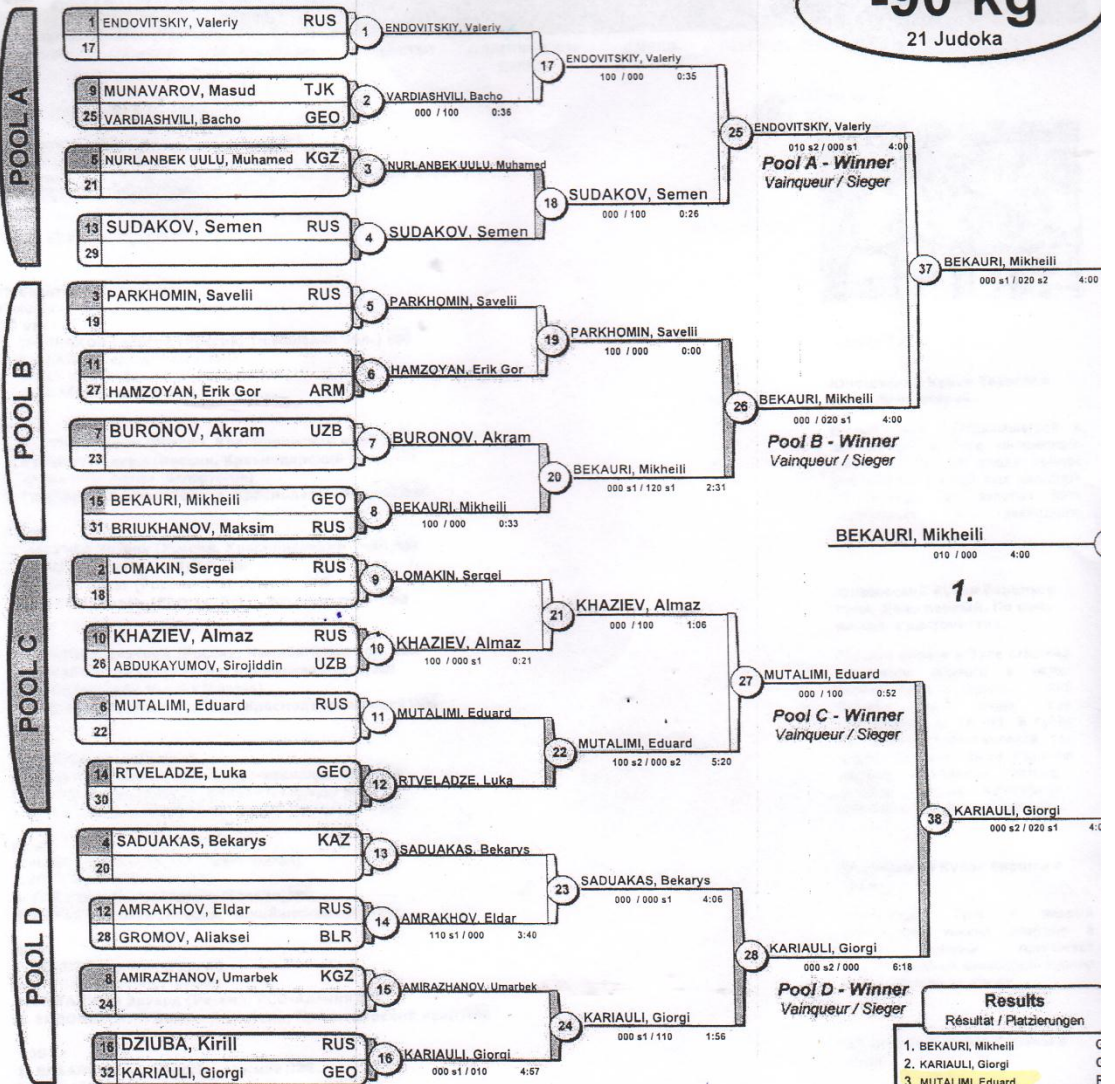 -90 kg
21 Judoka
POOL A
1 ENDOVITSKIY, Valeriy RUS
17
9 MUNAVAROV, Masud TJK
25 VARDIASHVILI, Bacho GEO
5 NURLANBEK UULU, Muhamed KGZ
21
13 SUDAKOV, Semen RUS
29
1 ENDOVITSKIY, Valeriy
2 VARDIASHVILI, Bacho
000 / 100 0:36
3 NURLANBEK UULU, Muhamed
4 SUDAKOV, Semen
17 ENDOVITSKIY, Valeriy
100 / 000 0:35
18 SUDAKOV, Semen
000 / 100 0:26
25 ENDOVITSKIY, Valeriy
010 s2 / 000 s1 4:00
Pool A - Winner
Vainqueur / Sieger
POOL B
3 PARKHOMIN, Savelii RUS
19
11
27 HAMZOYAN, Erik Gor ARM
7 BURONOV, Akram UZB
23
15 BEKAURI, Mikheili GEO
31 BRIUKHANOV, Maksim RUS
5 PARKHOMIN, Savelii
6 HAMZOYAN, Erik Gor
7 BURONOV, Akram
8 BEKAURI, Mikheili
100 / 000 0:33
19 PARKHOMIN, Savelii
100 / 000 0:00
20 BEKAURI, Mikheili
000 s1 / 120 s1 2:31
26 BEKAURI, Mikheili
000 / 020 s1 4:00
Pool B - Winner
Vainqueur / Sieger
37 BEKAURI, Mikheili
000 s1 / 020 s2 4:00
BEKAURI, Mikheili
010 / 000 4:00
1.
POOL C
2 LOMAKIN, Sergei RUS
18
10 KHAZIEV, Almaz RUS
26 ABDUKAYUMOV, Sirojiddin UZB
6 MUTALIMI, Eduard RUS
22
14 RTVELADZE, Luka GEO
30
9 LOMAKIN, Sergei
10 KHAZIEV, Almaz
100 / 000 s1 0:21
11 MUTALIMI, Eduard
12 RTVELADZE, Luka
21 KHAZIEV, Almaz
000 / 100 1:06
22 MUTALIMI, Eduard
100 s2 / 000 s2 5:20
27 MUTALIMI, Eduard
000 / 100 0:52
Pool C - Winner
Vainqueur / Sieger
POOL D
4 SADUAKAS, Bekarys KAZ
20
12 AMRAKHOV, Eldar RUS
28 GROMOV, Aliaksei BLR
8 AMIRAZHANOV, Umarbek KGZ
24
16 DZIUBA, Kirill RUS
32 KARIAULI, Giorgi GEO
13 SADUAKAS, Bekarys
14 AMRAKHOV, Eldar
110 s1 / 000 3:40
15 AMIRAZHANOV, Umarbek
16 KARIAULI, Giorgi
000 s1 / 010 4:57
23 SADUAKAS, Bekarys
000 / 000 s1 4:06
24 KARIAULI, Giorgi
000 s1 / 110 1:56
28 KARIAULI, Giorgi
000 s2 / 000 6:18
Pool D - Winner
Vainqueur / Sieger
38 KARIAULI, Giorgi
000 s2 / 020 s1
Results
Résultat / Platzierungen
1. BEKAURI, Mikheili
2. KARIAULI, Giorgi
3. MUTALIMI, Eduard